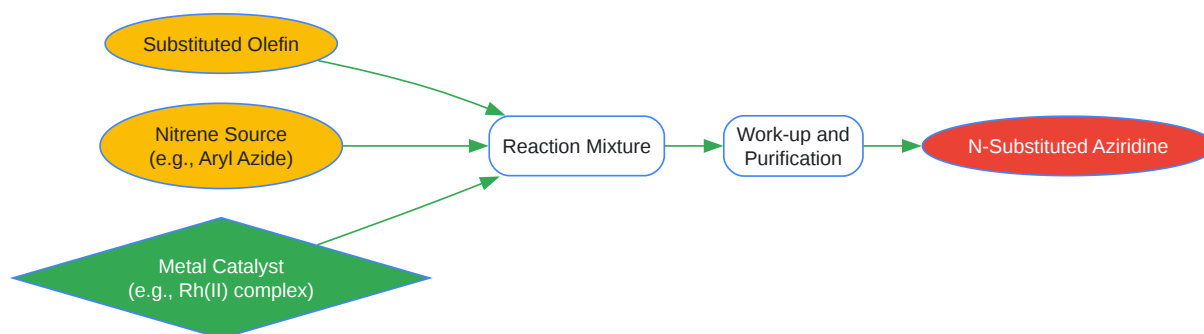 Substituted Olefin
Nitrene Source
(e.g., Aryl Azide)
Metal Catalyst
(e.g., Rh(II) complex)
Reaction Mixture
Work-up and
Purification
N-Substituted Aziridine